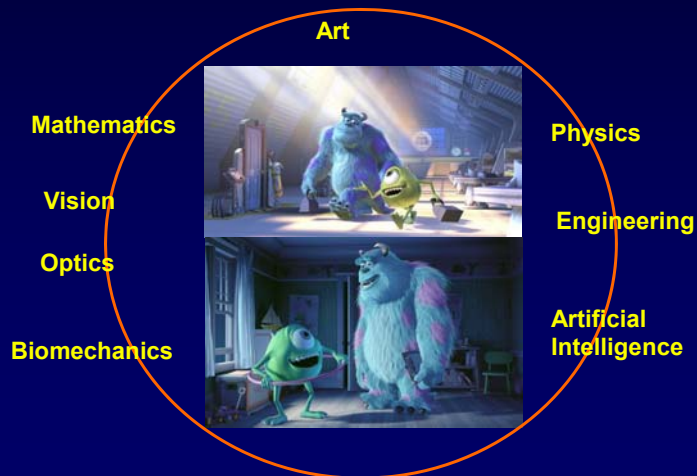 Art
Mathematics
Physics
Vision
Engineering
Optics
Artificial
Intelligence
Biomechanics